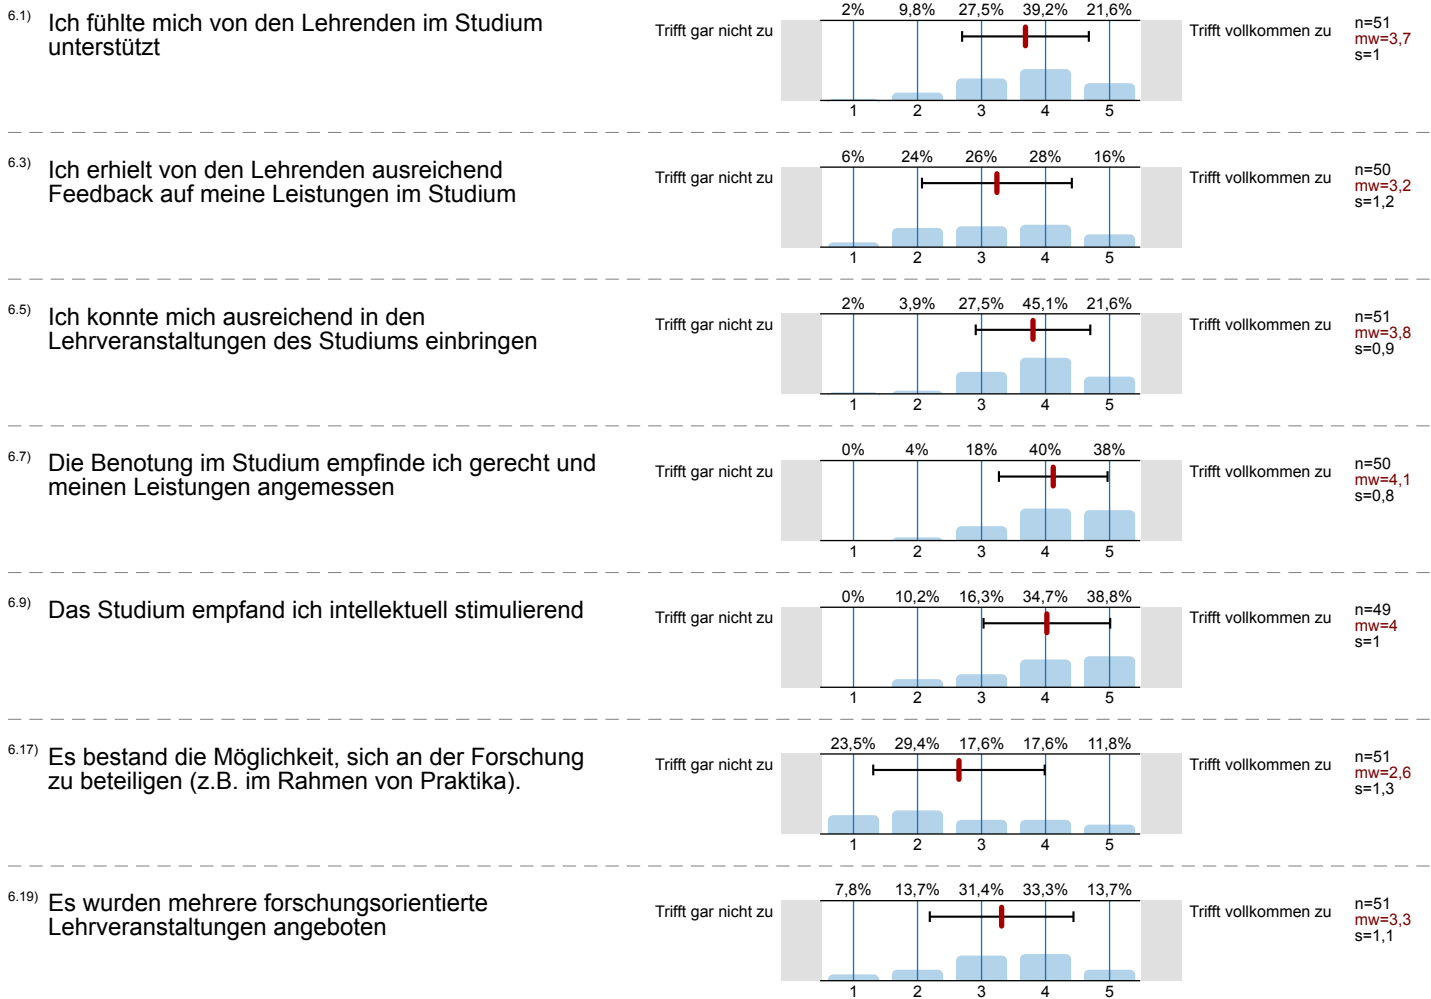 6.1) Ich fühlte mich von den Lehrenden im Studium
unterstützt
Trifft gar nicht zu
2% 9,8% 27,5% 39,2% 21,6%
1 2 3 4 5
Trifft vollkommen zu
n=51
mw=3,7
s=1
6.3) Ich erhielt von den Lehrenden ausreichend
Feedback auf meine Leistungen im Studium
Trifft gar nicht zu
6% 24% 26% 28% 16%
1 2 3 4 5
Trifft vollkommen zu
n=50
mw=3,2
s=1,2
6.5) Ich konnte mich ausreichend in den
Lehrveranstaltungen des Studiums einbringen
Trifft gar nicht zu
2% 3,9% 27,5% 45,1% 21,6%
1 2 3 4 5
Trifft vollkommen zu
n=51
mw=3,8
s=0,9
6.7) Die Benotung im Studium empfinde ich gerecht und
meinen Leistungen angemessen
Trifft gar nicht zu
0% 4% 18% 40% 38%
1 2 3 4 5
Trifft vollkommen zu
n=50
mw=4,1
s=0,8
6.9) Das Studium empfand ich intellektuell stimulierend
Trifft gar nicht zu
0% 10,2% 16,3% 34,7% 38,8%
1 2 3 4 5
Trifft vollkommen zu
n=49
mw=4
s=1
6.17) Es bestand die Möglichkeit, sich an der Forschung
zu beteiligen (z.B. im Rahmen von Praktika).
Trifft gar nicht zu
23,5% 29,4% 17,6% 17,6% 11,8%
1 2 3 4 5
Trifft vollkommen zu
n=51
mw=2,6
s=1,3
6.19) Es wurden mehrere forschungsorientierte
Lehrveranstaltungen angeboten
Trifft gar nicht zu
7,8% 13,7% 31,4% 33,3% 13,7%
1 2 3 4 5
Trifft vollkommen zu
n=51
mw=3,3
s=1,1